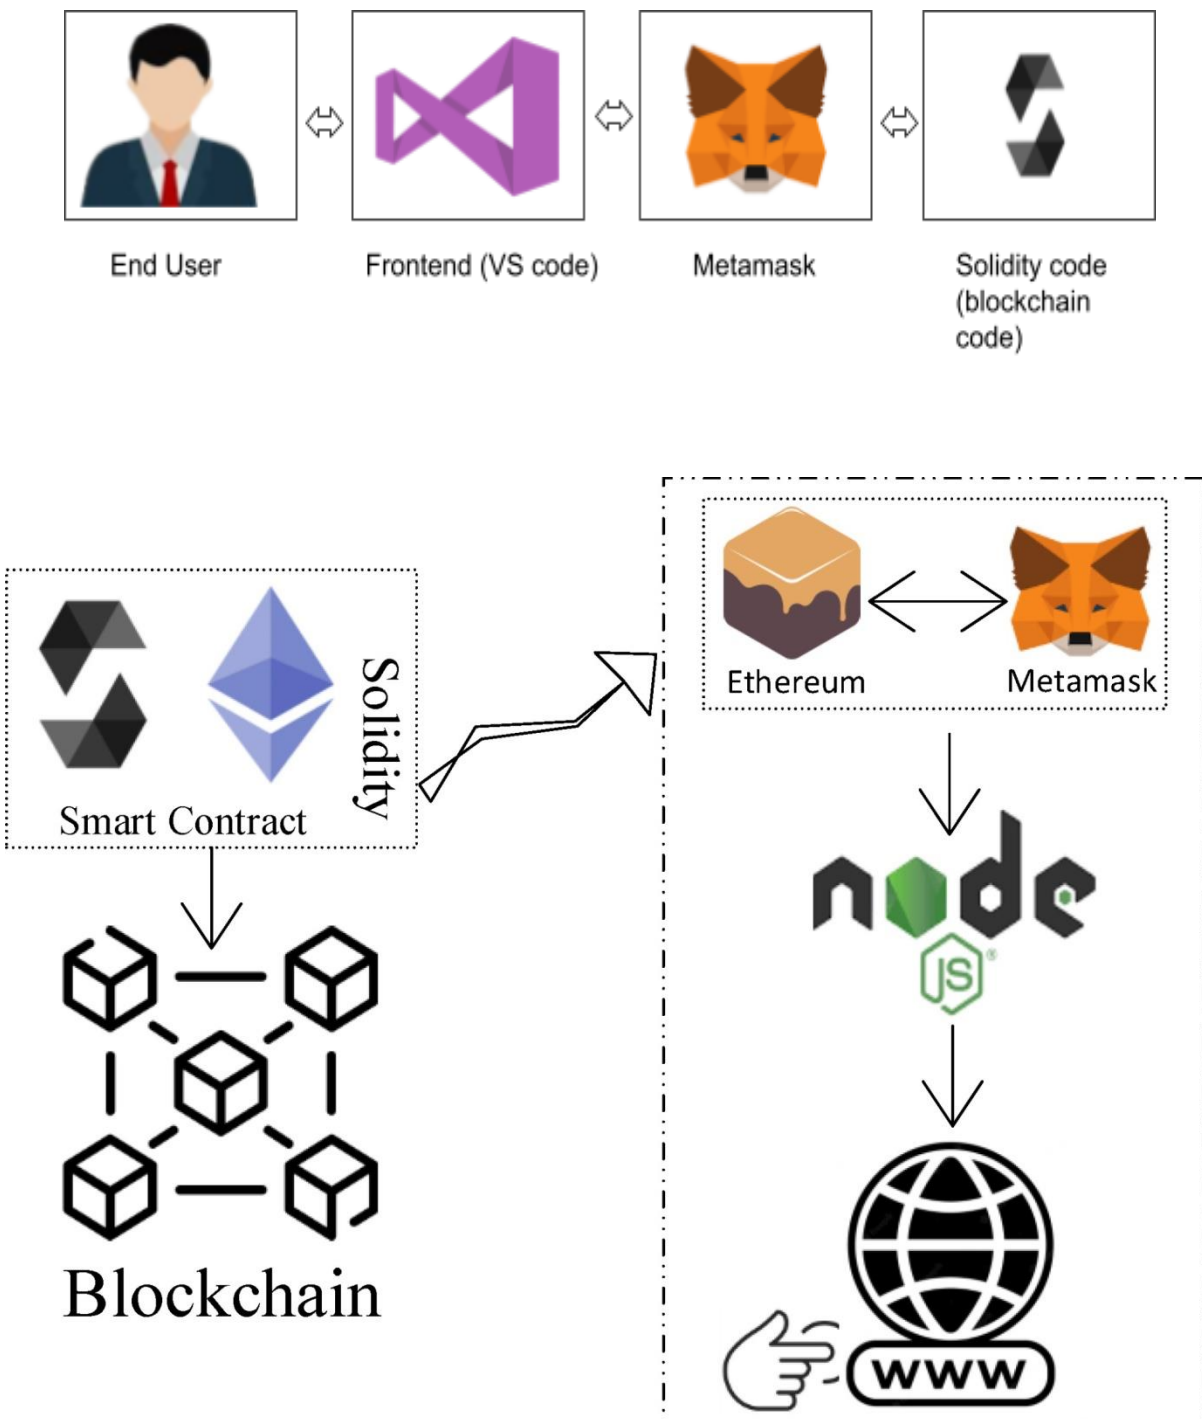 End User
Frontend (VS code)
Metamask
Solidity code
(blockchain
code)
Solidity
Smart Contract
Ethereum
Metamask
node
JS®
Blockchain
www